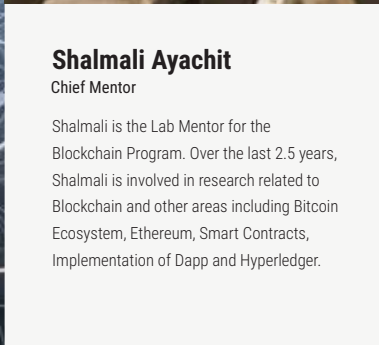 Shalmali Ayachit
Chief Mentor
Shalmali is the Lab Mentor for the
Blockchain Program. Over the last 2.5 years,
Shalmali is involved in research related to
Blockchain and other areas including Bitcoin
Ecosystem, Ethereum, Smart Contracts,
Implementation of Dapp and Hyperledger.